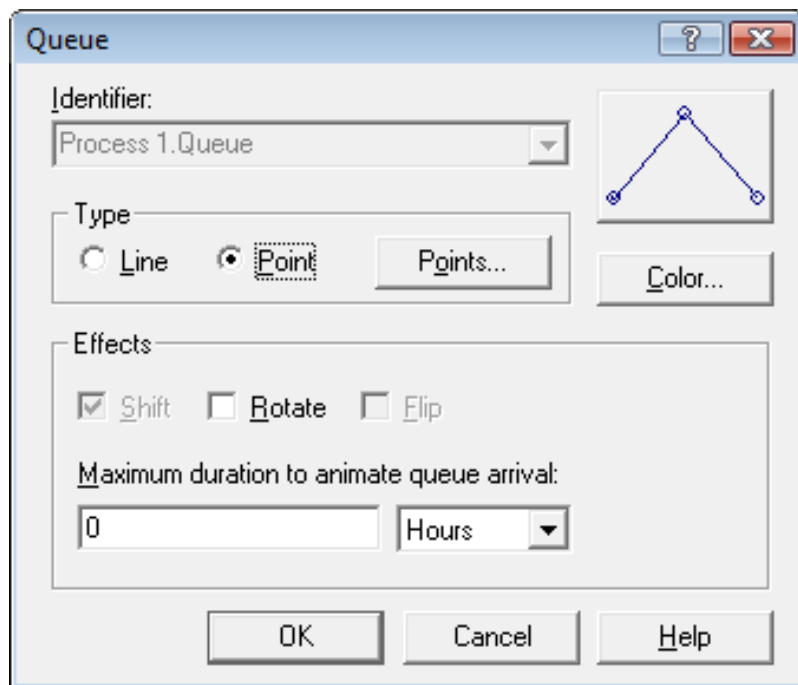 Queue
Identifier:
Process 1.Queue
Type
Line Point Points...
Color...
Effects
Shift Rotate Flip
Maximum duration to animate queue arrival:
0 Hours
OK Cancel Help